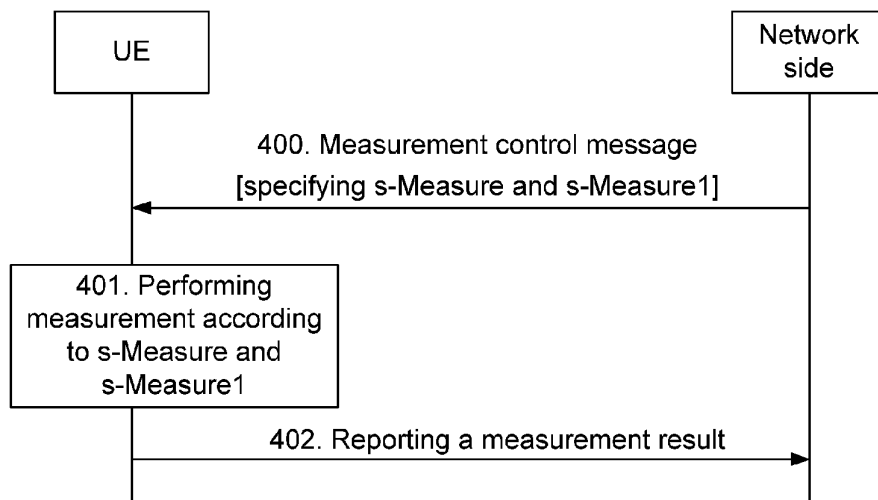 UE
Network
side
400. Measurement control message
[specifying s-Measure and s-Measure1]
401. Performing
measurement according
to s-Measure and
s-Measure1
402. Reporting a measurement result